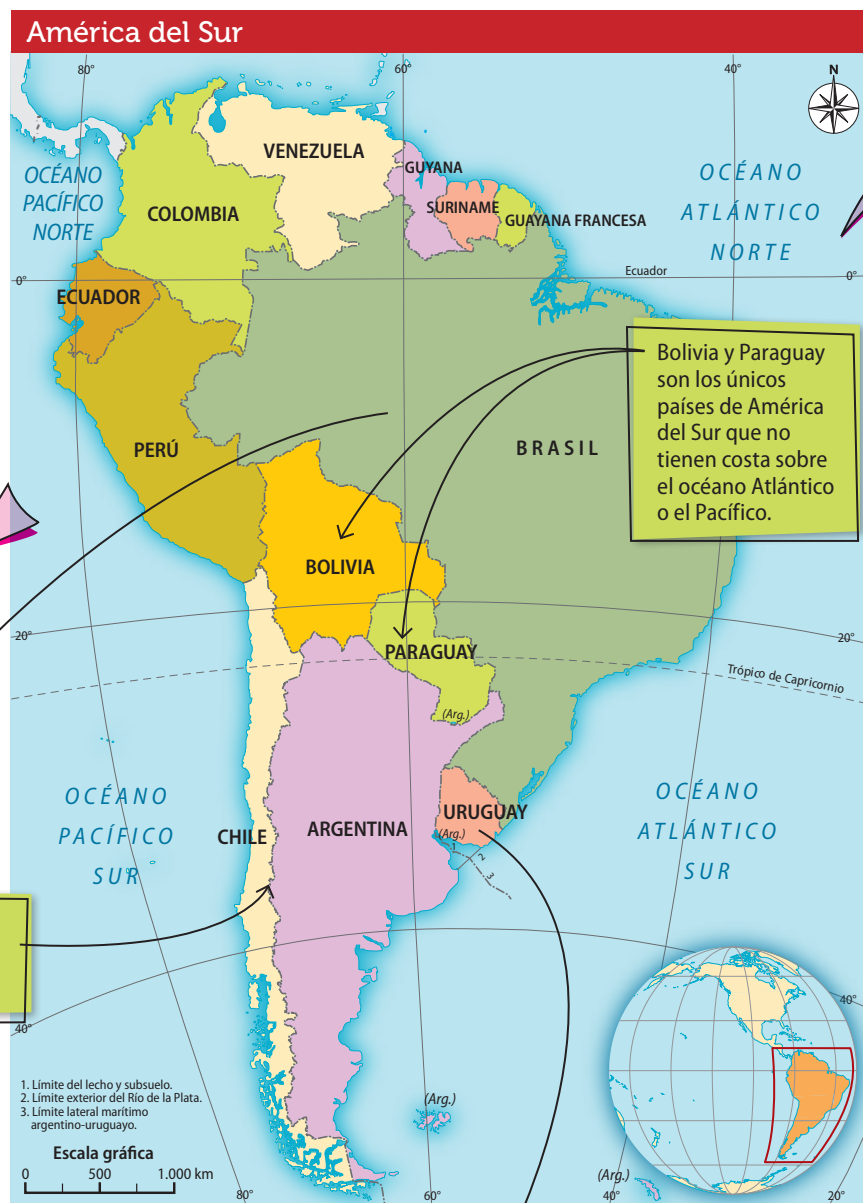 América del Sur
80°
60°
40°
N
OCÉANO
PACÍFICO
NORTE
VENEZUELA
GUYANA
SURINAME
GUAYANA FRANCESA
COLOMBIA
OCÉANO
ATLÁNTICO
NORTE
0°
Ecuador
0°
ECUADOR
Bolivia y Paraguay
son los únicos
países de América
del Sur que no
tienen costa sobre
el océano Atlántico
o el Pacífico.
PERÚ
BRASIL
BOLIVIA
20°
20°
PARAGUAY
Trópico de Capricornio
(Arg.)
OCÉANO
PACÍFICO
SUR
CHILE
ARGENTINA
URUGUAY
(Arg.)
1
2
3
OCÉANO
ATLÁNTICO
SUR
40°
40°
1. Límite del lecho y subsuelo.
2. Límite exterior del Río de la Plata.
3. Límite lateral marítimo
argentino-uruguayo.
(Arg.)
Escala gráfica
0 500 1.000 km
(Arg.)
80°
60°
20°